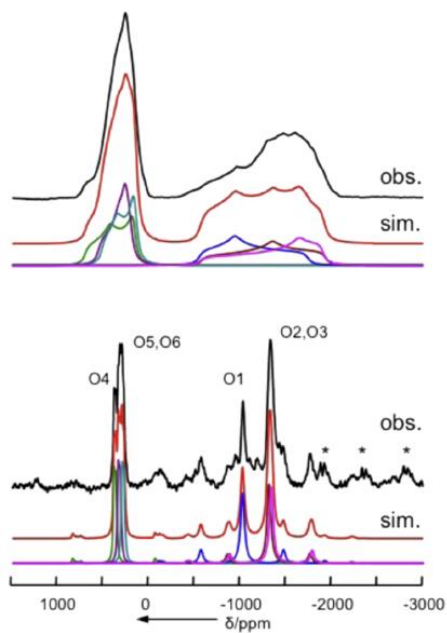 obs.
sim.
O5,O6
O2,O3
O4
O1
obs.
* * *
sim.
1000 0 -1000 -2000 -3000
δ/ppm